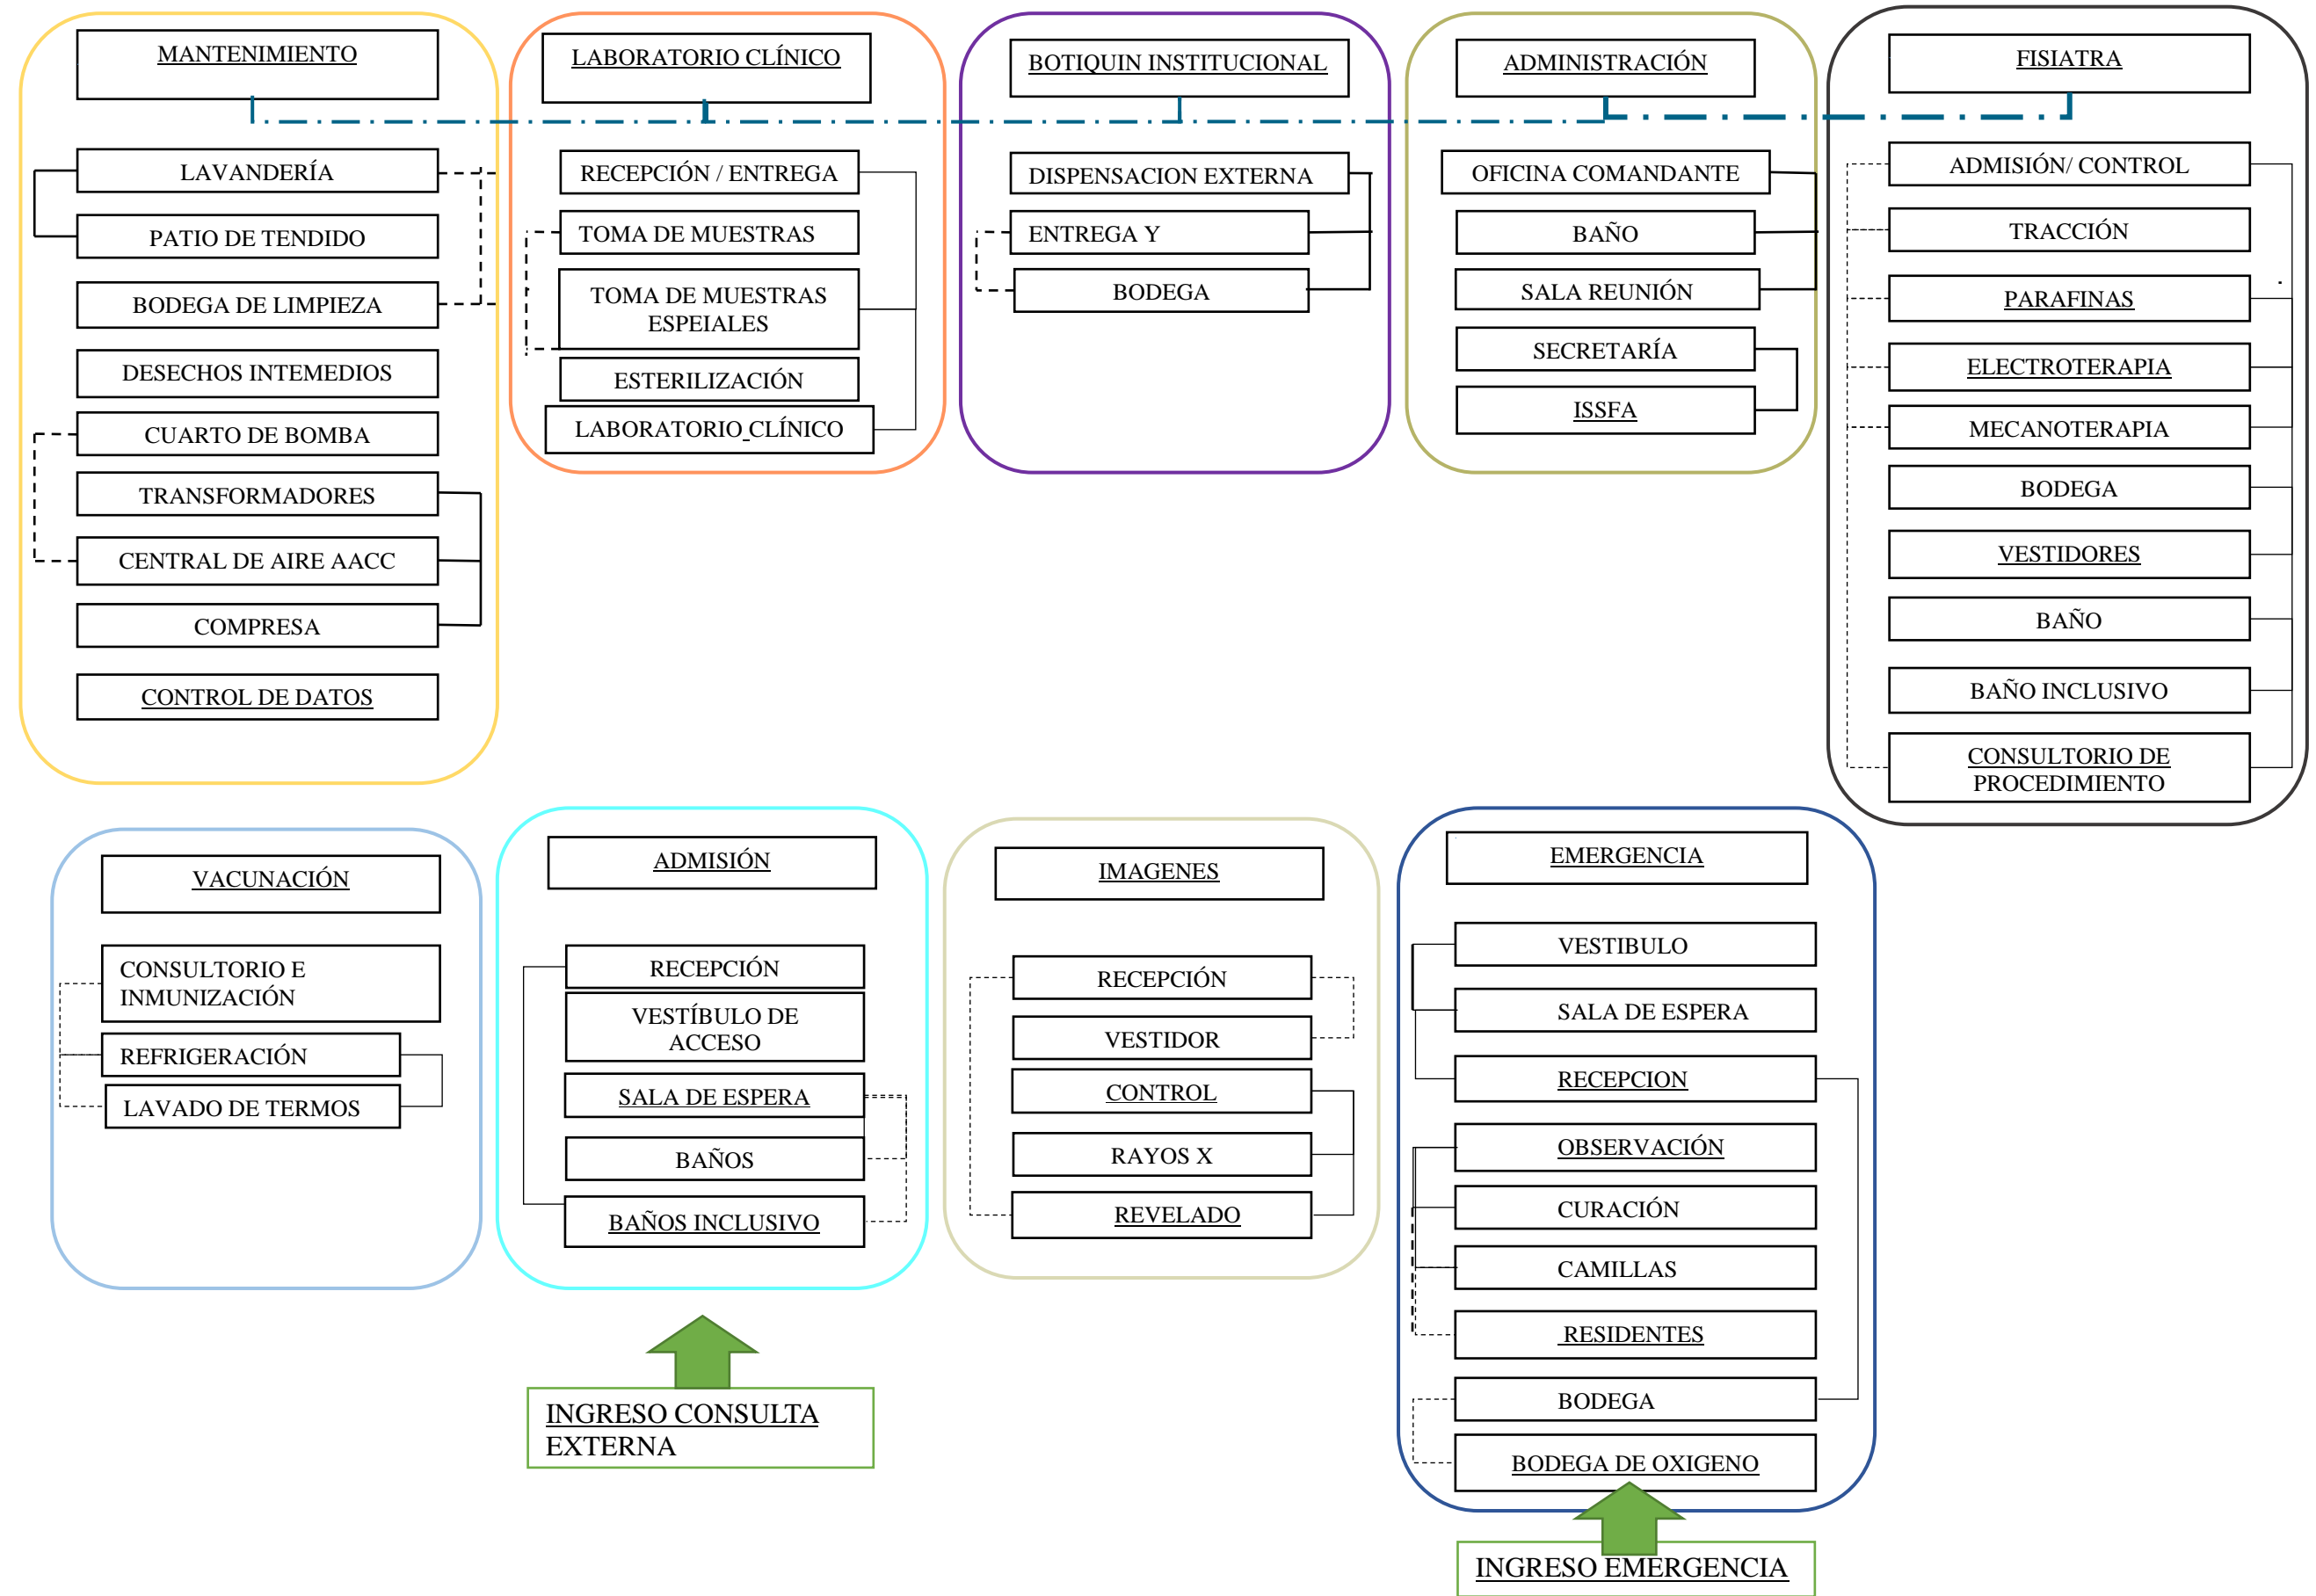 MANTENIMIENTO
LAVANDERÍA
PATIO DE TENDIDO
BODEGA DE LIMPIEZA
DESECHOS INTEMEDIOS
CUARTO DE BOMBA
TRANSFORMADORES
CENTRAL DE AIRE AACC
COMPRESA
CONTROL DE DATOS
LABORATORIO CLÍNICO
RECEPCIÓN / ENTREGA
TOMA DE MUESTRAS
TOMA DE MUESTRAS
ESPEIALES
ESTERILIZACIÓN
LABORATORIO CLÍNICO
BOTIQUIN INSTITUCIONAL
DISPENSACION EXTERNA
ENTREGA Y
BODEGA
ADMINISTRACIÓN
OFICINA COMANDANTE
BAÑO
SALA REUNIÓN
SECRETARÍA
ISSFA
FISIATRA
ADMISIÓN/ CONTROL
TRACCIÓN
PARAFINAS
ELECTROTERAPIA
MECANOTERAPIA
BODEGA
VESTIDORES
BAÑO
BAÑO INCLUSIVO
CONSULTORIO DE
PROCEDIMIENTO
VACUNACIÓN
CONSULTORIO E
INMUNIZACIÓN
REFRIGERACIÓN
LAVADO DE TERMOS
ADMISIÓN
RECEPCIÓN
VESTÍBULO DE
ACCESO
SALA DE ESPERA
BAÑOS
BAÑOS INCLUSIVO
INGRESO CONSULTA
EXTERNA
IMAGENES
RECEPCIÓN
VESTIDOR
CONTROL
RAYOS X
REVELADO
EMERGENCIA
VESTIBULO
SALA DE ESPERA
RECEPCION
OBSERVACIÓN
CURACIÓN
CAMILLAS
RESIDENTES
BODEGA
BODEGA DE OXIGENO
INGRESO EMERGENCIA